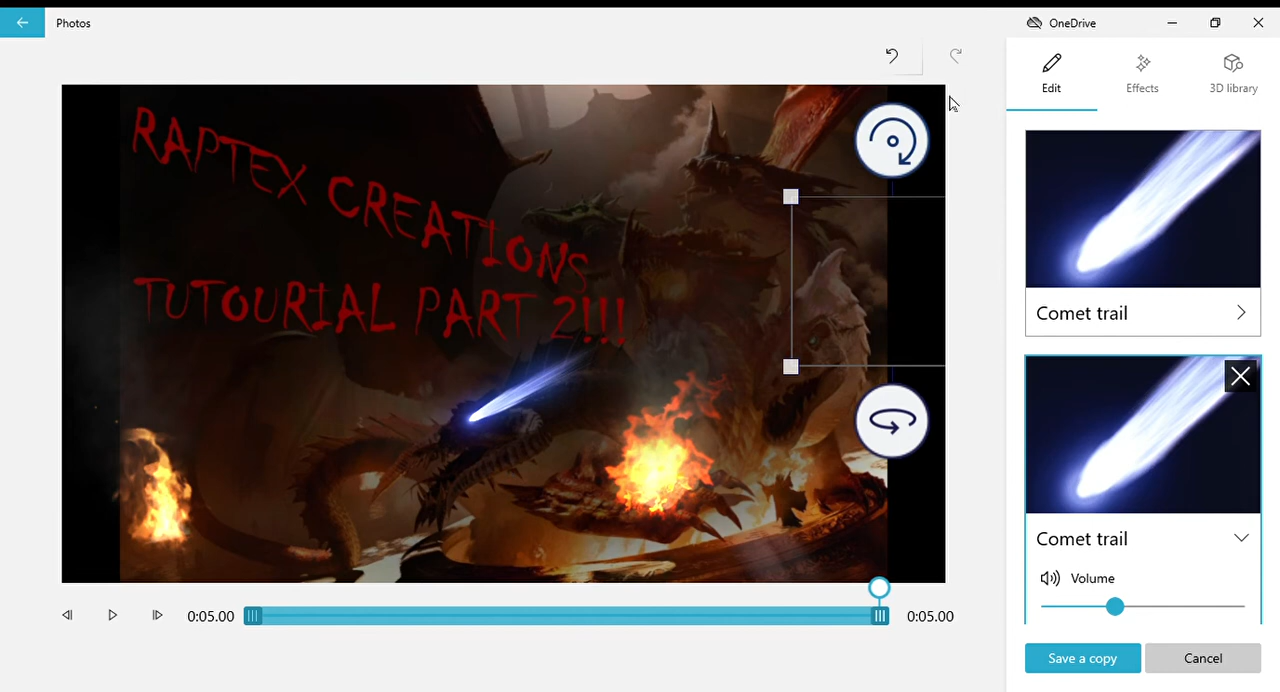 Photos
OneDrive
Edit
Effects
3D library
RAPTEX CREATIONS
TUTOURIAL PART 2!!!
Comet trail
Comet trail
Volume
0:05.00
0:05.00
Save a copy
Cancel